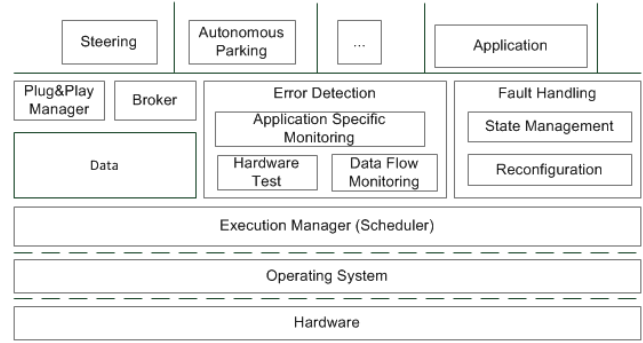 Steering
Autonomous
Parking
...
Application
Plug&Play
Manager
Broker
Error Detection
Fault Handling
Application Specific
Monitoring
State Management
Data
Hardware
Test
Data Flow
Monitoring
Reconfiguration
Execution Manager (Scheduler)
Operating System
Hardware